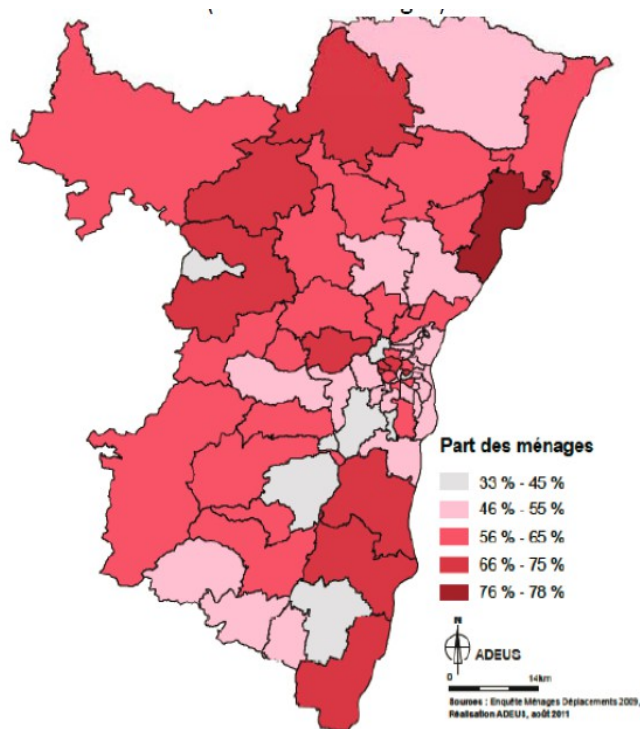 Part des ménages
33 % - 45 %
46 % - 55 %
56 % - 65 %
66 % - 75 %
76 % - 78 %
N
ADEUS
0 14km
Sources : Enquête Ménages Déplacements 2009,
Réalisation ADEUS, août 2011